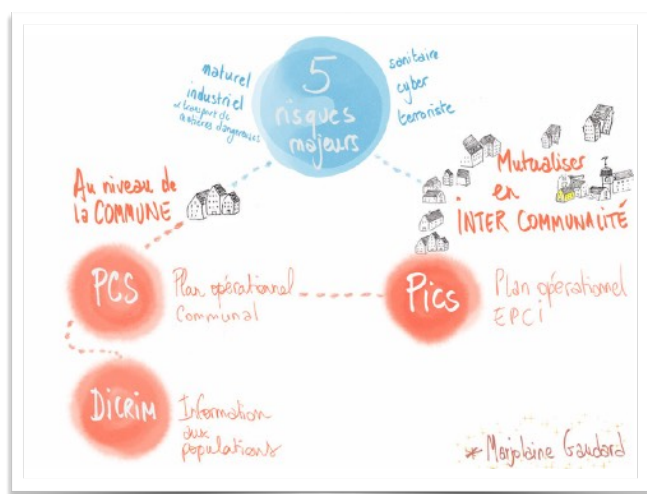 5
risques
majeurs
naturel
industriel
et transport de
matières dangereuses
sanitaire
cyber
terroriste
Au niveau de
la COMMUNE
Mutualiser
en
INTER COMMUNALITÉ
PCS
Plan opérationnel
Communal
Pics
Plan opérationnel
EPCI
DICRIM
Information
aux
populations
* Marjolaine Gaudard